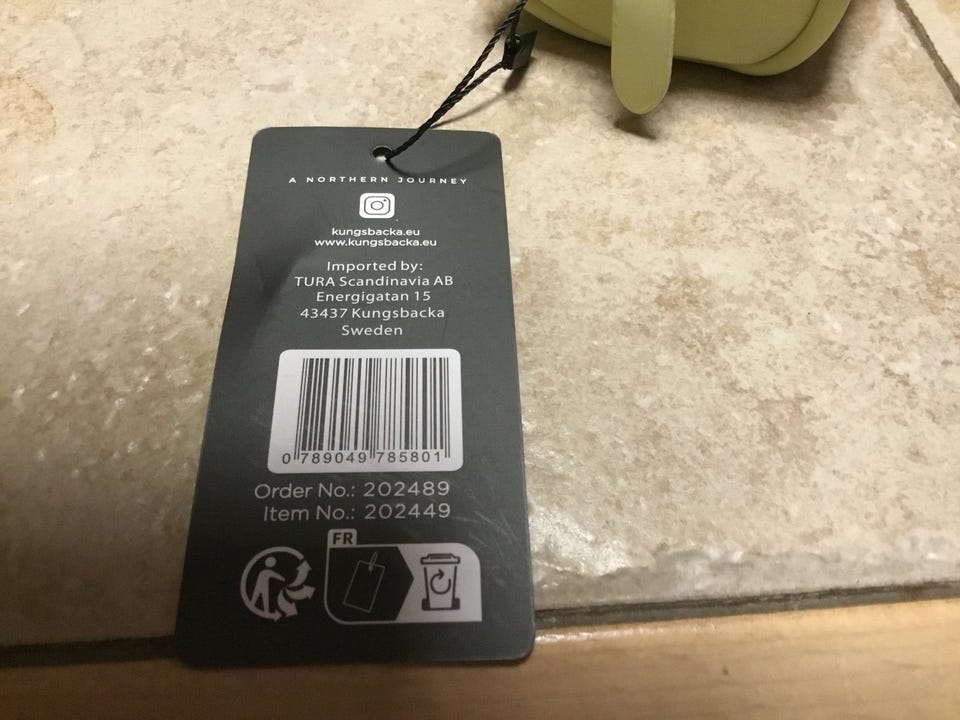 A NORTHERN JOURNEY
kungsbacka.eu
www.kungsbacka.eu
Imported by:
TURA Scandinavia AB
Energigatan 15
43437 Kungsbacka
Sweden
0 789049 785801
Order No.: 202489
Item No.: 202449
FR